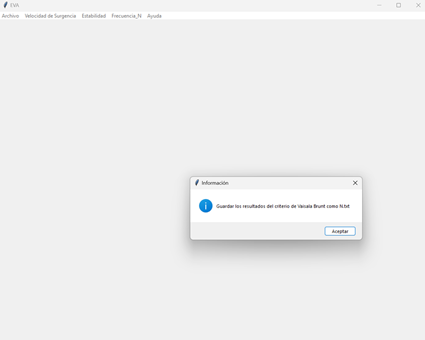 EVA
Archivo Velocidad de Surgencia Estabilidad Frecuencia_N Ayuda
Información
Guardar los resultados del criteno de Vaisala Brunt como N.txt
Aceptar